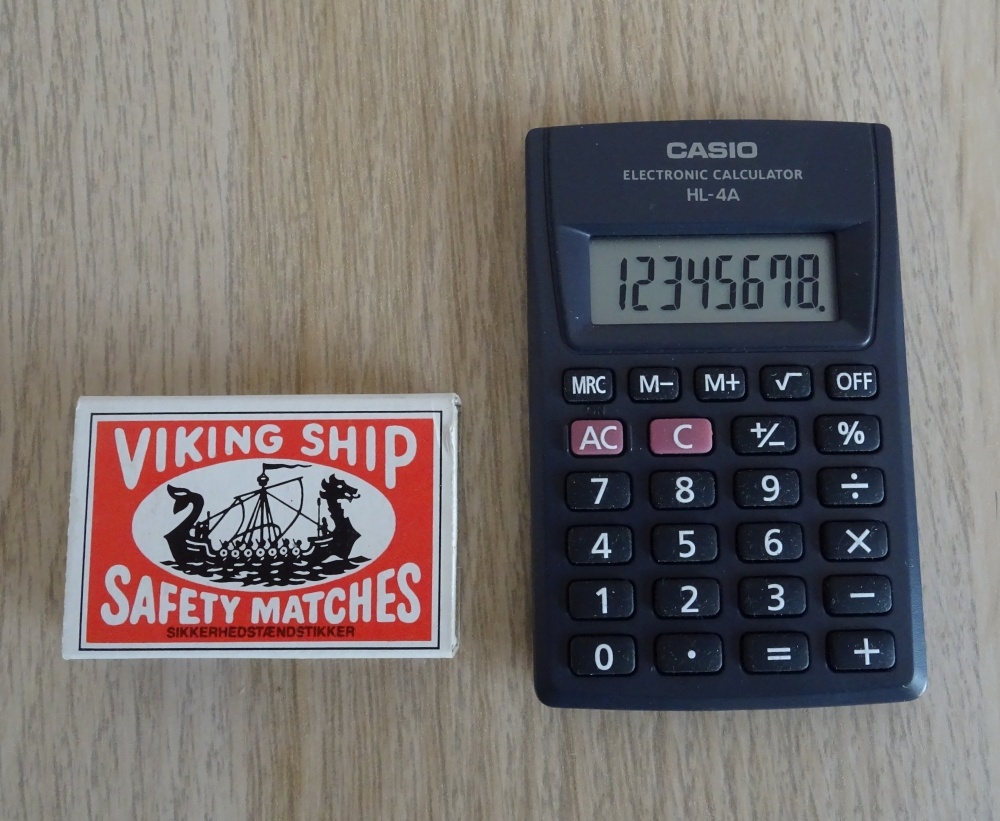 VIKING SHIP
SAFETY MATCHES
SIKKERHEDSTÆNDSTIKKER
CASIO
ELECTRONIC CALCULATOR
HL-4A
12345678.
MRC M− M+ √ OFF
AC C +/− %
7 8 9 ÷
4 5 6 ×
1 2 3 −
0 · = +